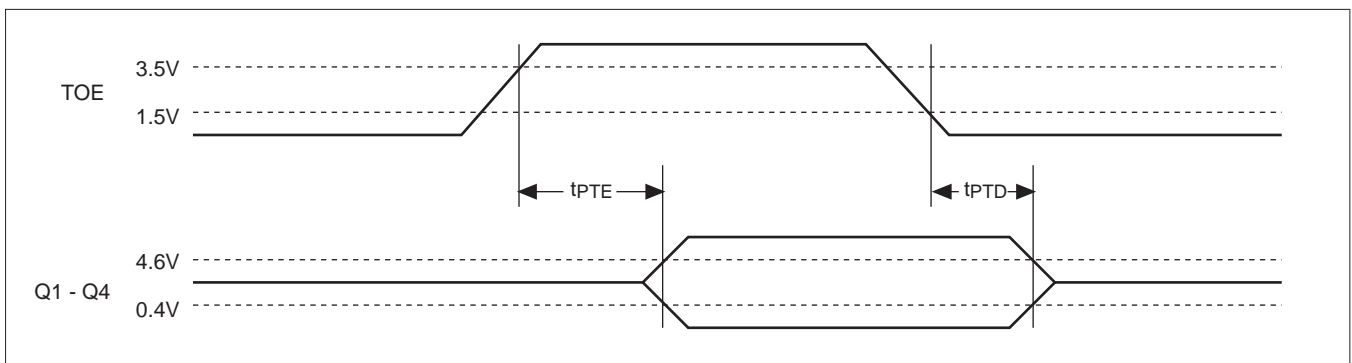 3.5V
TOE
1.5V
tPTE
tPTD
4.6V
Q1 - Q4
0.4V